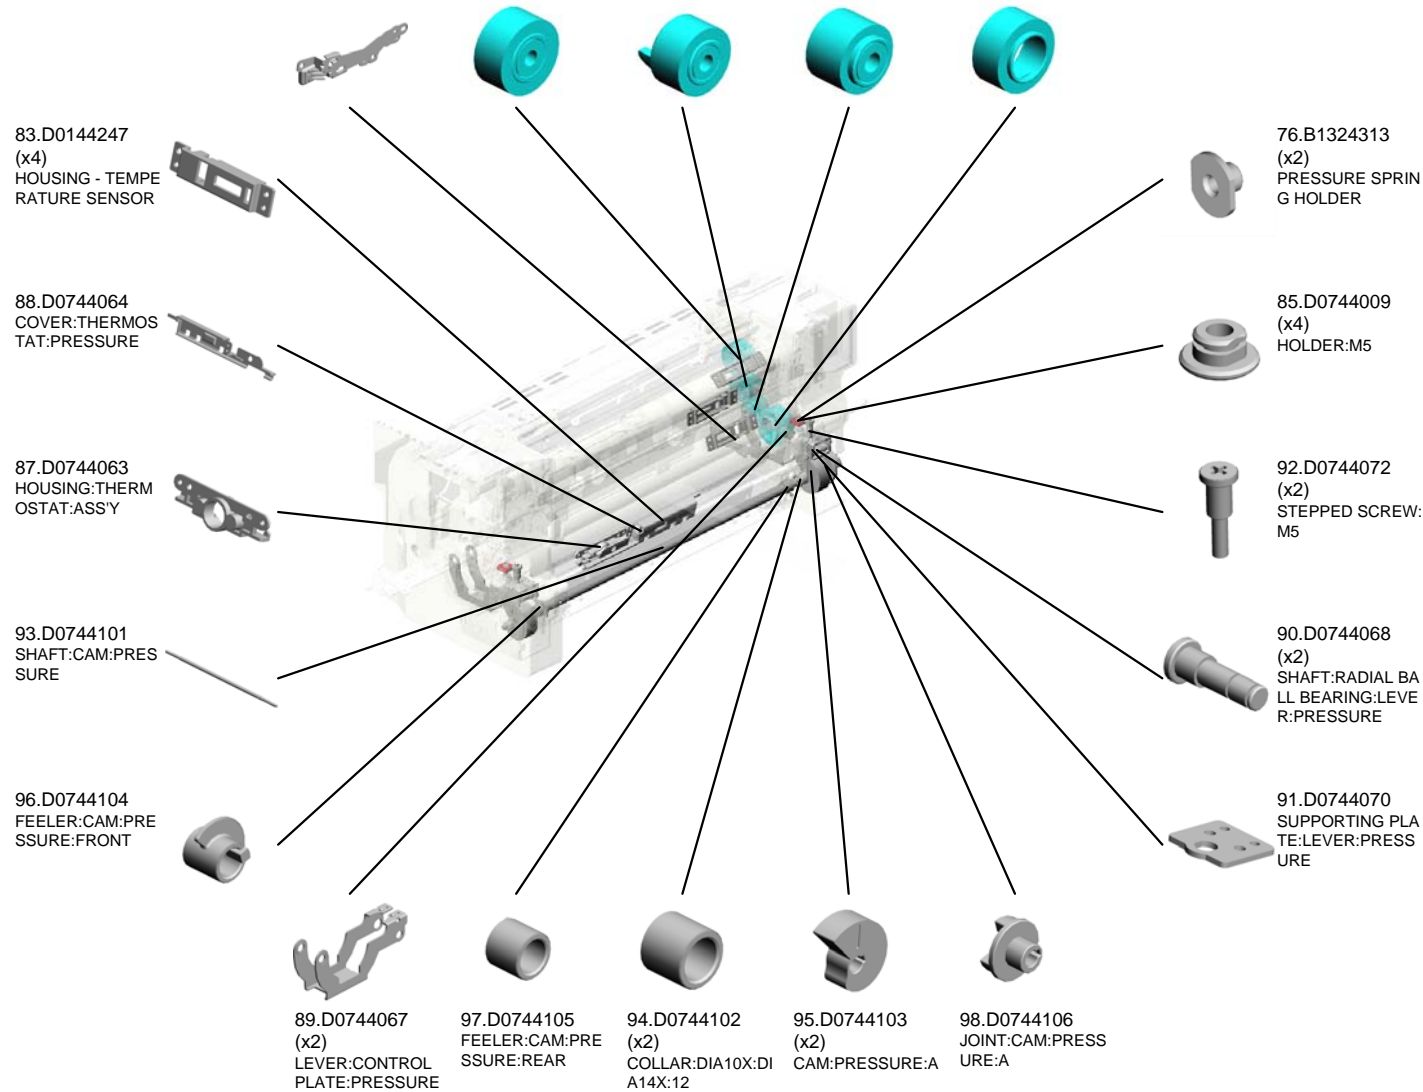 83.D0144247
(x4)
HOUSING - TEMPE
RATURE SENSOR
88.D0744064
COVER:THERMOS
TAT:PRESSURE
87.D0744063
HOUSING:THERM
OSTAT:ASS'Y
93.D0744101
SHAFT:CAM:PRES
SURE
96.D0744104
FEELER:CAM:PRE
SSURE:FRONT
76.B1324313
(x2)
PRESSURE SPRIN
G HOLDER
85.D0744009
(x4)
HOLDER:M5
92.D0744072
(x2)
STEPPED SCREW:
M5
90.D0744068
(x2)
SHAFT:RADIAL BA
LL BEARING:LEVE
R:PRESSURE
91.D0744070
SUPPORTING PLA
TE:LEVER:PRESS
URE
89.D0744067
(x2)
LEVER:CONTROL
PLATE:PRESSURE
97.D0744105
FEELER:CAM:PRE
SSURE:REAR
94.D0744102
(x2)
COLLAR:DIA10X:DI
A14X:12
95.D0744103
(x2)
CAM:PRESSURE:A
98.D0744106
JOINT:CAM:PRESS
URE:A